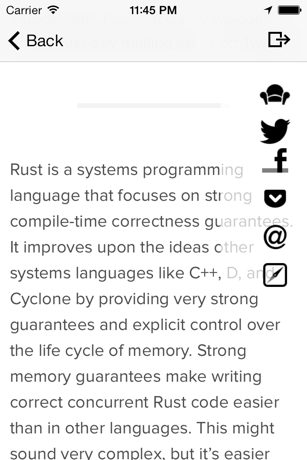 Carrier 11:45 PM
Back
Rust is a systems programming
language that focuses on strong
compile-time correctness guarantees.
It improves upon the ideas other
systems languages like C++, D, and
Cyclone by providing very strong
guarantees and explicit control over
the life cycle of memory. Strong
memory guarantees make writing
correct concurrent Rust code easier
than in other languages. This might
sound very complex, but it's easier